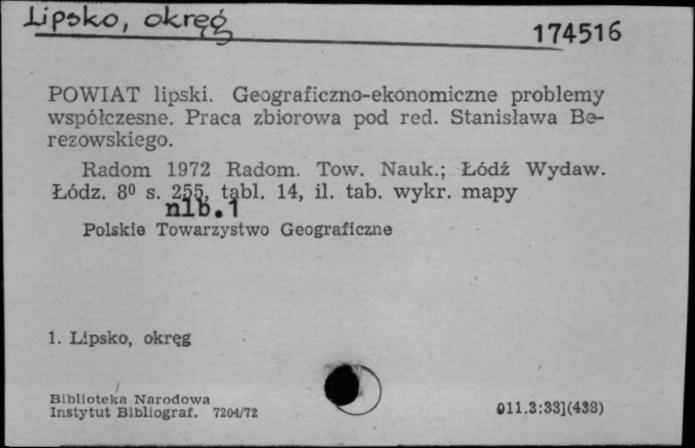 Lipsko, okręg
174516
POWIAT lipski. Geograficzno-ekonomiczne problemy
współczesne. Praca zbiorowa pod red. Stanisława Be-
rezowskiego.
Radom 1972 Radom. Tow. Nauk.; Łódź Wydaw.
Łódz. 8⁰ s. 255, tabl. 14, il. tab. wykr. mapy
nlb.1
Polskie Towarzystwo Geograficzne
1. Lipsko, okręg
Biblioteka Narodowa
Instytut Bibliograf. 7204/72
911.3:33](438)